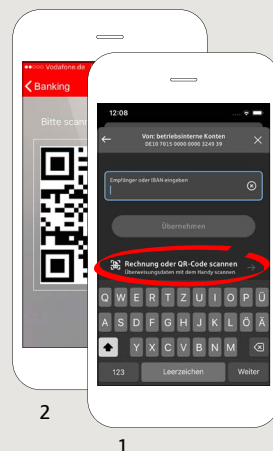 Vodafone.de
Banking
Bitte scann
12:08
Von: betriebsinterne Konten
DE10 7015 0000 0000 3249 39
Empfänger oder IBAN eingeben
Übernehmen
Rechnung oder QR-Code scannen
Überweisungsdaten mit dem Handy scannen
Q W E R T Z U I O P Ü
A S D F G H J K L Ö Ä
Y X C V B N M
123 Leerzeichen Weiter
2
1